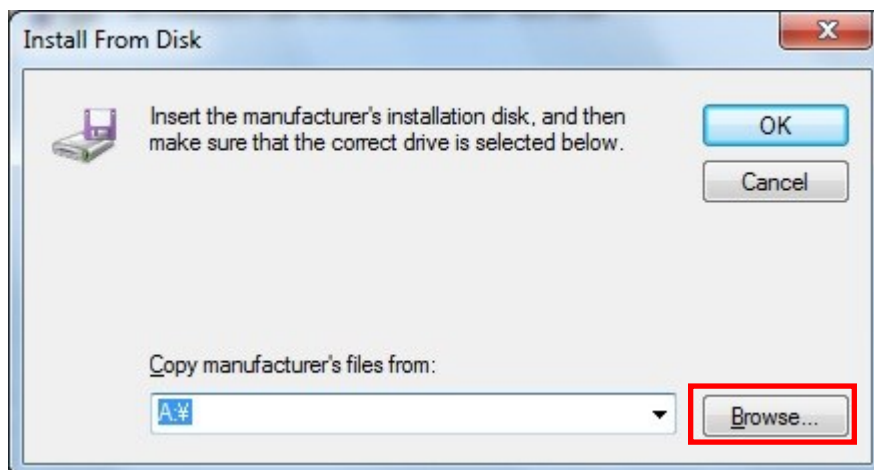 Install From Disk
Insert the manufacturer's installation disk, and then
make sure that the correct drive is selected below.
OK
Cancel
Copy manufacturer's files from:
A:¥
Browse...